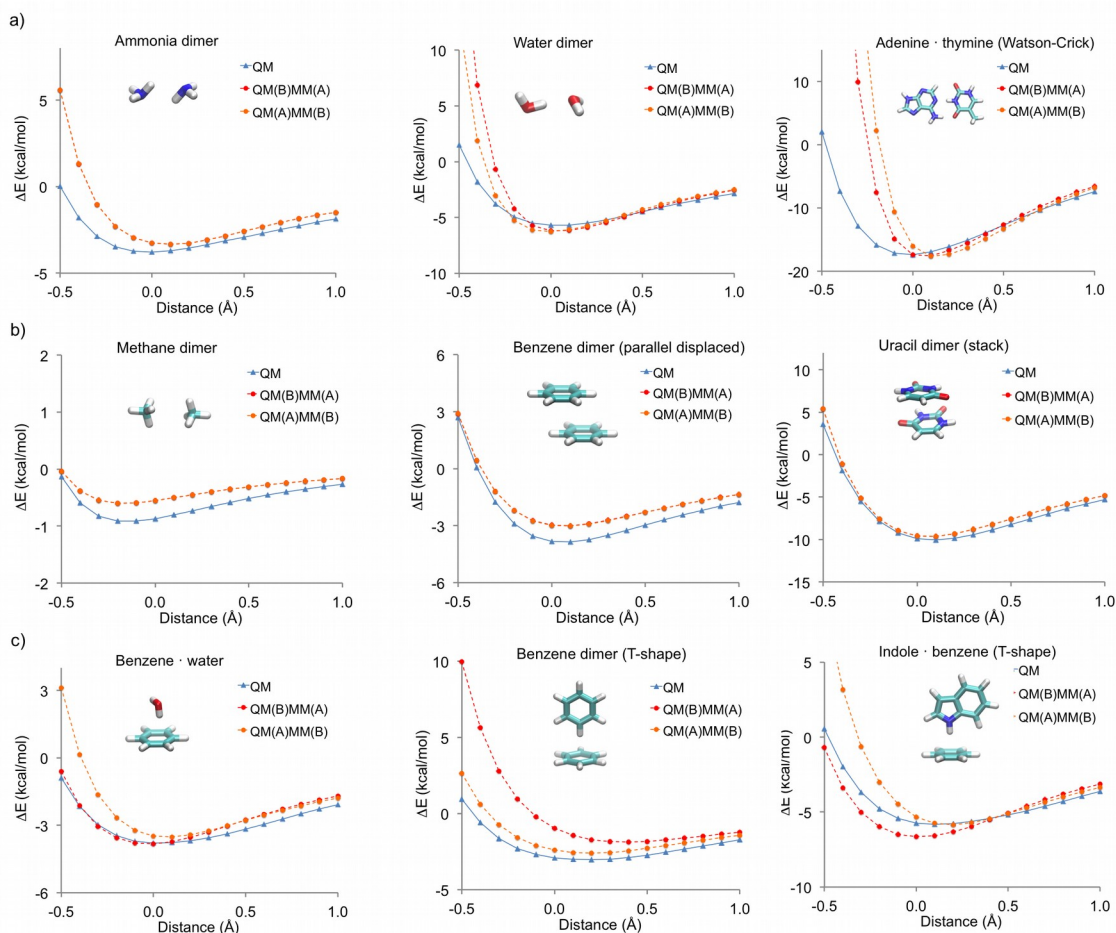 a)
Ammonia dimer
5
0
-5
-0.5
0.0
0.5
1.0
ΔE (kcal/mol)
Distance (Å)
QM
QM(B)MM(A)
QM(A)MM(B)
Water dimer
10
5
0
-5
-10
-0.5
0.0
0.5
1.0
ΔE (kcal/mol)
Distance (Å)
QM
QM(B)MM(A)
QM(A)MM(B)
Adenine · thymine (Watson-Crick)
10
0
-10
-20
-0.5
0.0
0.5
1.0
ΔE (kcal/mol)
Distance (Å)
QM
QM(B)MM(A)
QM(A)MM(B)
b)
Methane dimer
2
1
0
-1
-2
-0.5
0.0
0.5
1.0
ΔE (kcal/mol)
Distance (Å)
QM
QM(B)MM(A)
QM(A)MM(B)
Benzene dimer (parallel displaced)
6
3
0
-3
-6
-0.5
0.0
0.5
1.0
ΔE (kcal/mol)
Distance (Å)
QM
QM(B)MM(A)
QM(A)MM(B)
Uracil dimer (stack)
10
5
0
-5
-10
-15
-0.5
0.0
0.5
1.0
ΔE (kcal/mol)
Distance (Å)
QM
QM(B)MM(A)
QM(A)MM(B)
c)
Benzene · water
3
0
-3
-6
-0.5
0.0
0.5
1.0
ΔE (kcal/mol)
Distance (Å)
QM
QM(B)MM(A)
QM(A)MM(B)
Benzene dimer (T-shape)
10
5
0
-5
-0.5
0.0
0.5
1.0
ΔE (kcal/mol)
Distance (Å)
QM
QM(B)MM(A)
QM(A)MM(B)
Indole · benzene (T-shape)
5
0
-5
-10
-0.5
0.0
0.5
1.0
ΔE (kcal/mol)
Distance (Å)
QM
QM(B)MM(A)
QM(A)MM(B)